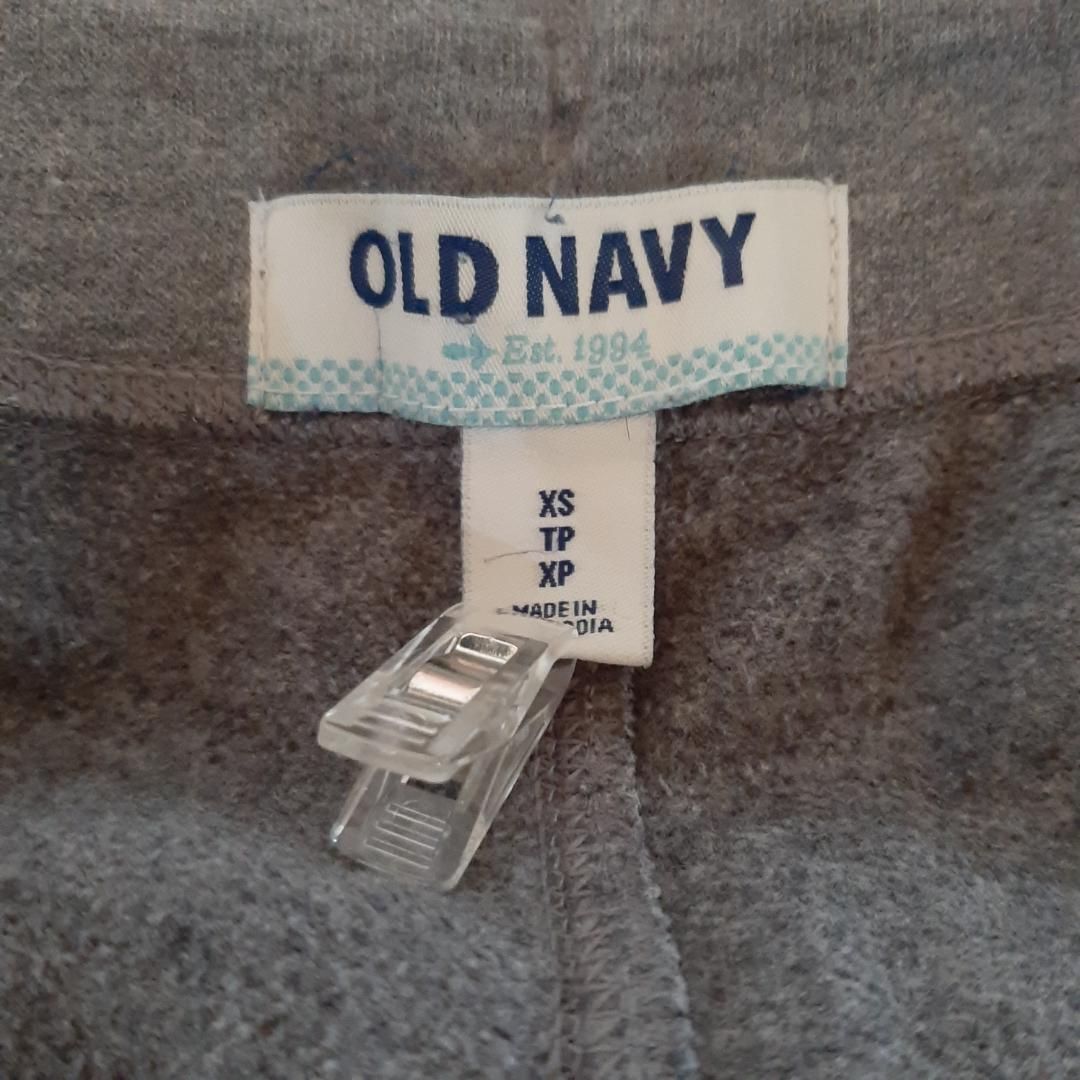 OLD NAVY
Est. 1994
XS
TP
XP
MADE IN